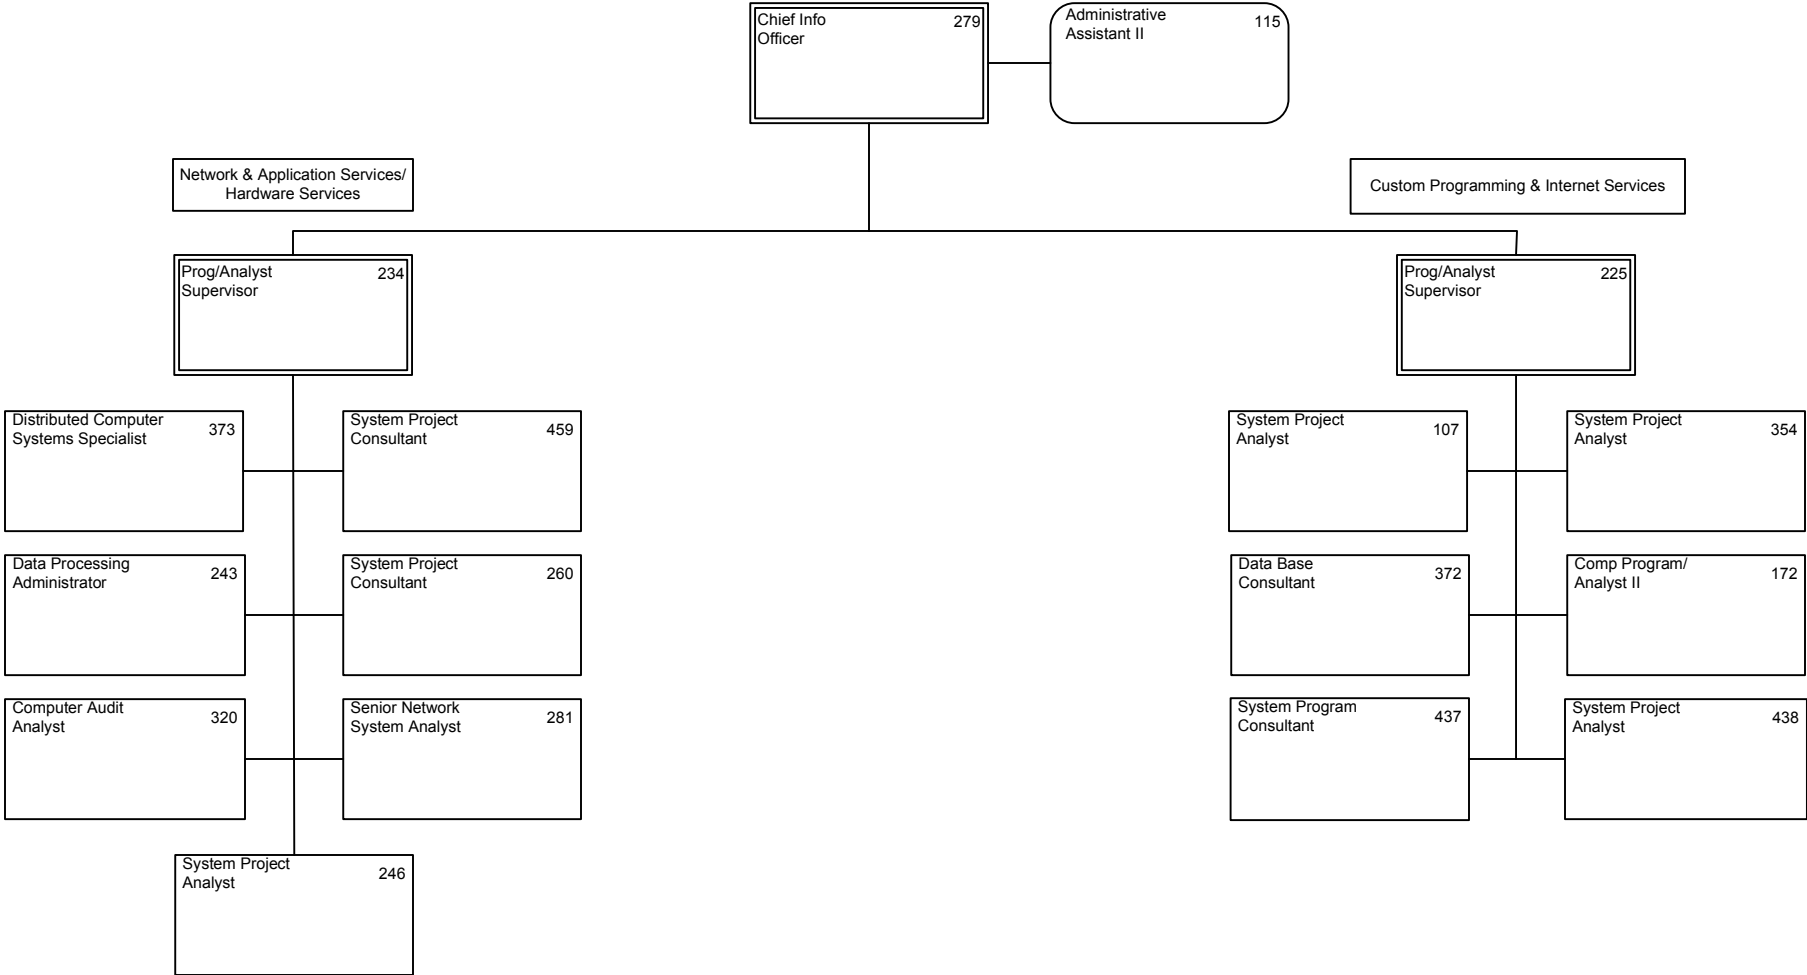 Chief Info 279
Officer
Administrative 115
Assistant II
Network & Application Services/
Hardware Services
Custom Programming & Internet Services
Prog/Analyst 234
Supervisor
Prog/Analyst 225
Supervisor
Distributed Computer
Systems Specialist 373
System Project
Consultant 459
System Project
Analyst 107
System Project
Analyst 354
Data Processing
Administrator 243
System Project
Consultant 260
Data Base
Consultant 372
Comp Program/
Analyst II 172
Computer Audit
Analyst 320
Senior Network
System Analyst 281
System Program
Consultant 437
System Project
Analyst 438
System Project
Analyst 246